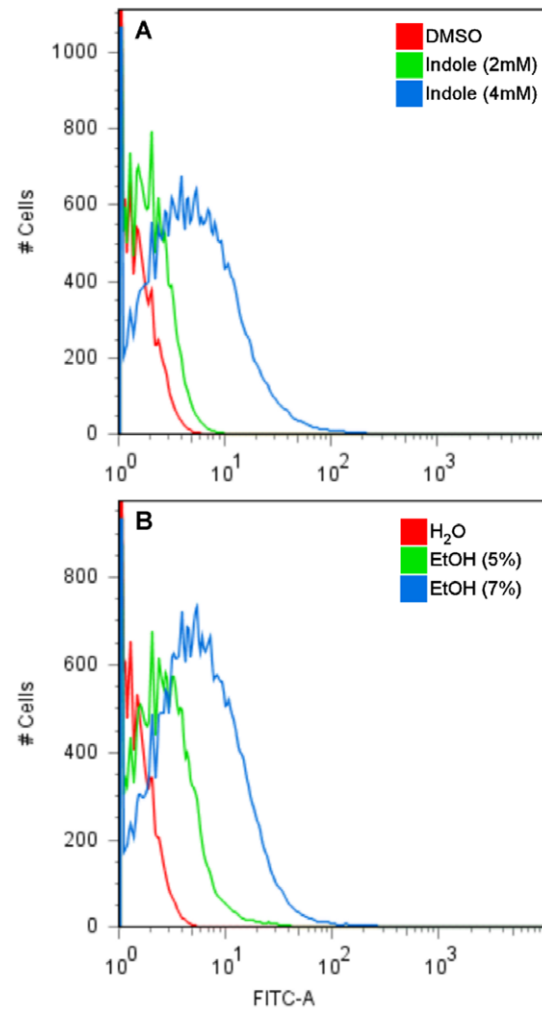 A
DMSO
Indole (2mM)
Indole (4mM)
1000
800
600
400
200
0
# Cells
10^0 10^1 10^2 10^3
B
H₂O
EtOH (5%)
EtOH (7%)
800
600
400
200
0
# Cells
10^0 10^1 10^2 10^3
FITC-A